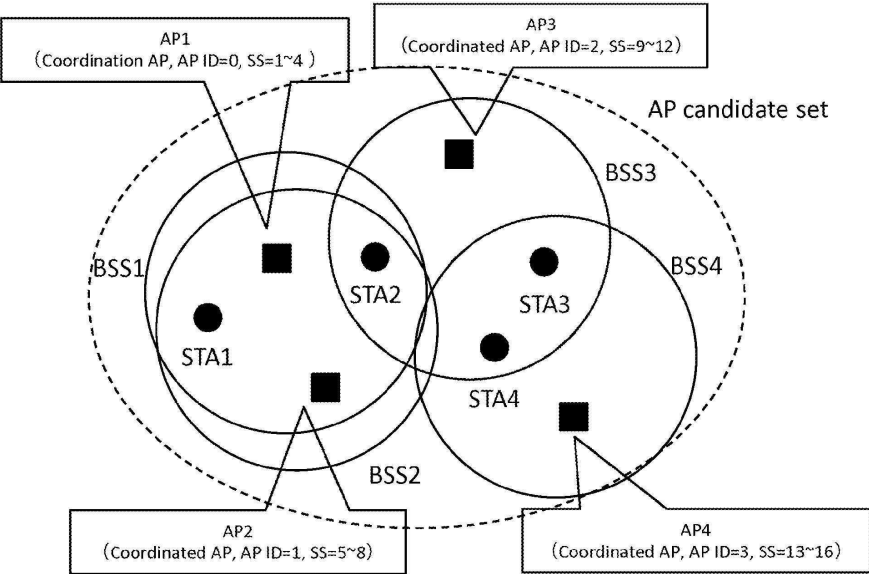 AP1
(Coordination AP, AP ID=0, SS=1~4 )
AP3
(Coordinated AP, AP ID=2, SS=9~12)
AP candidate set
BSS3
BSS1
BSS4
STA2
STA3
STA1
STA4
BSS2
AP2
(Coordinated AP, AP ID=1, SS=5~8)
AP4
(Coordinated AP, AP ID=3, SS=13~16)